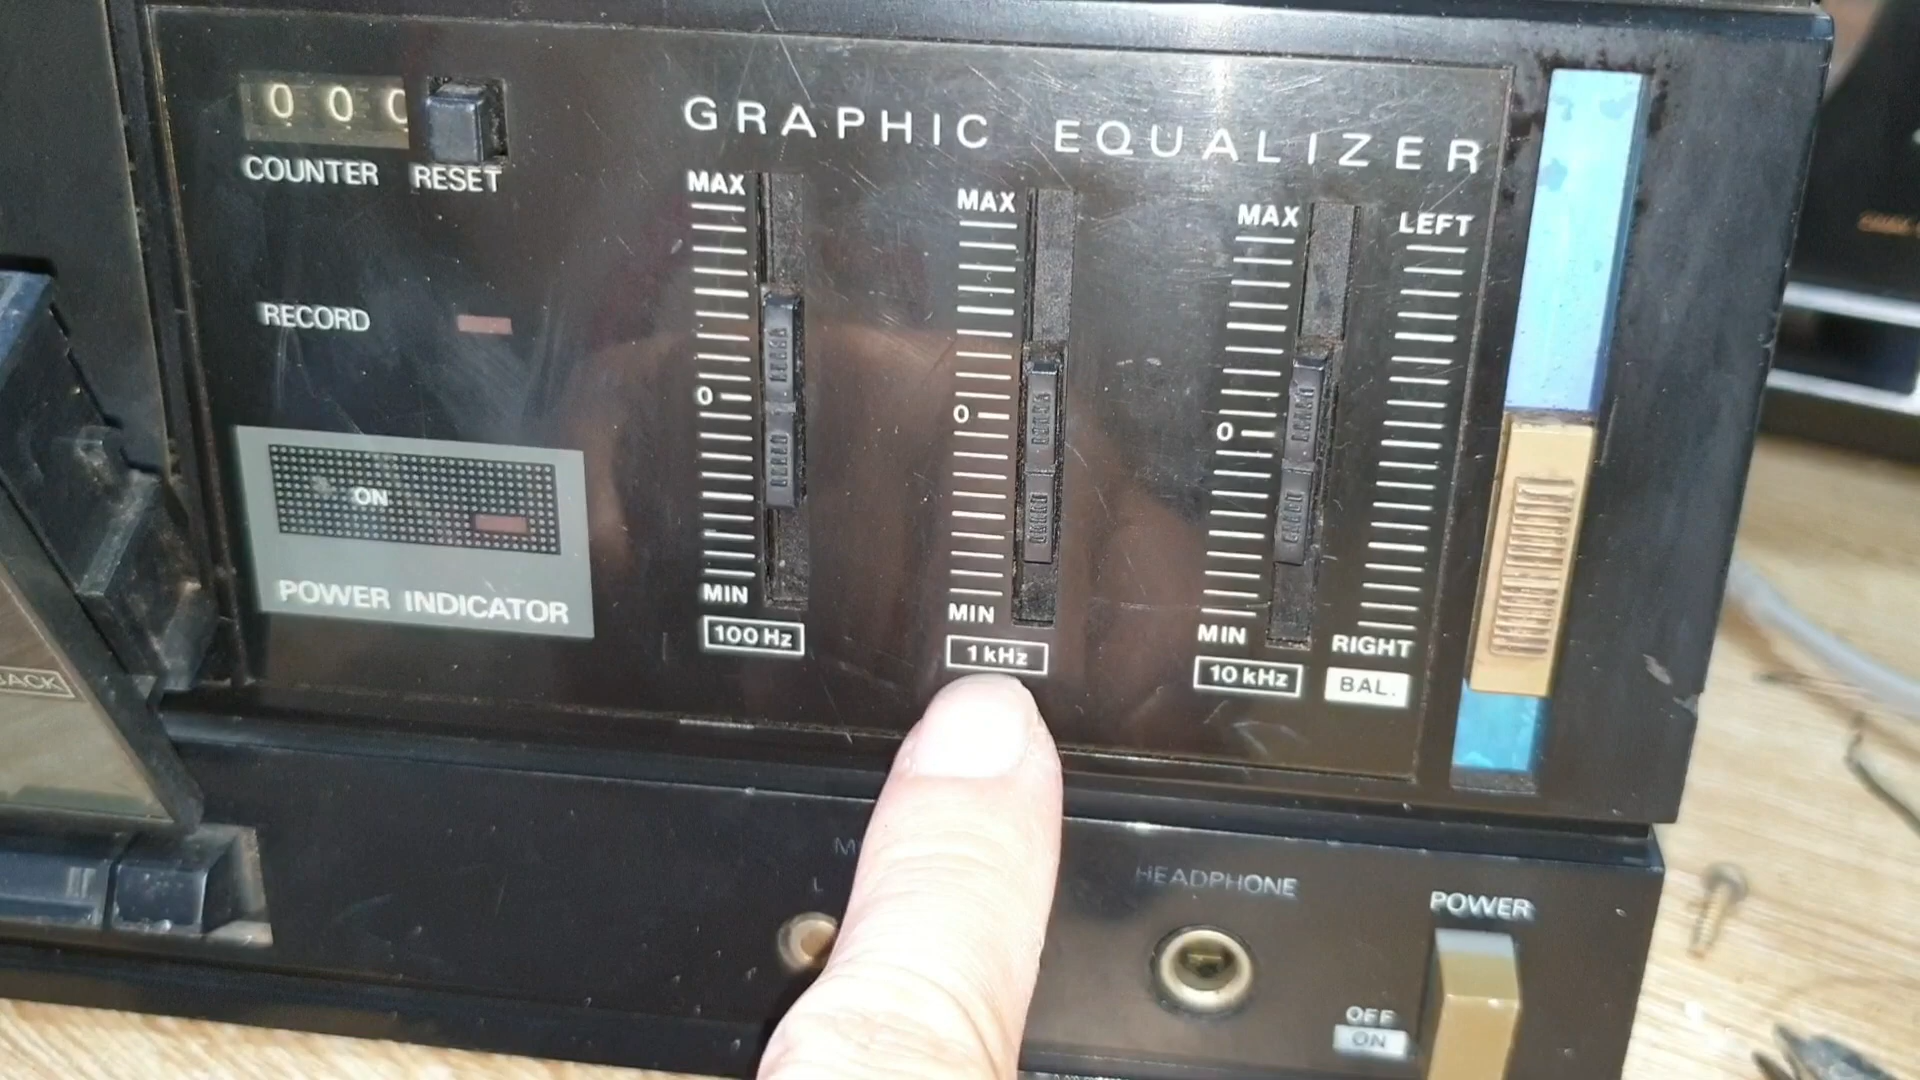 000
COUNTER RESET
GRAPHIC EQUALIZER
MAX MAX MAX LEFT
RECORD
0 0 0
ON
POWER INDICATOR
MIN MIN MIN RIGHT
100 Hz 1 kHz 10 kHz BAL.
L
HEADPHONE POWER
OFF
ON